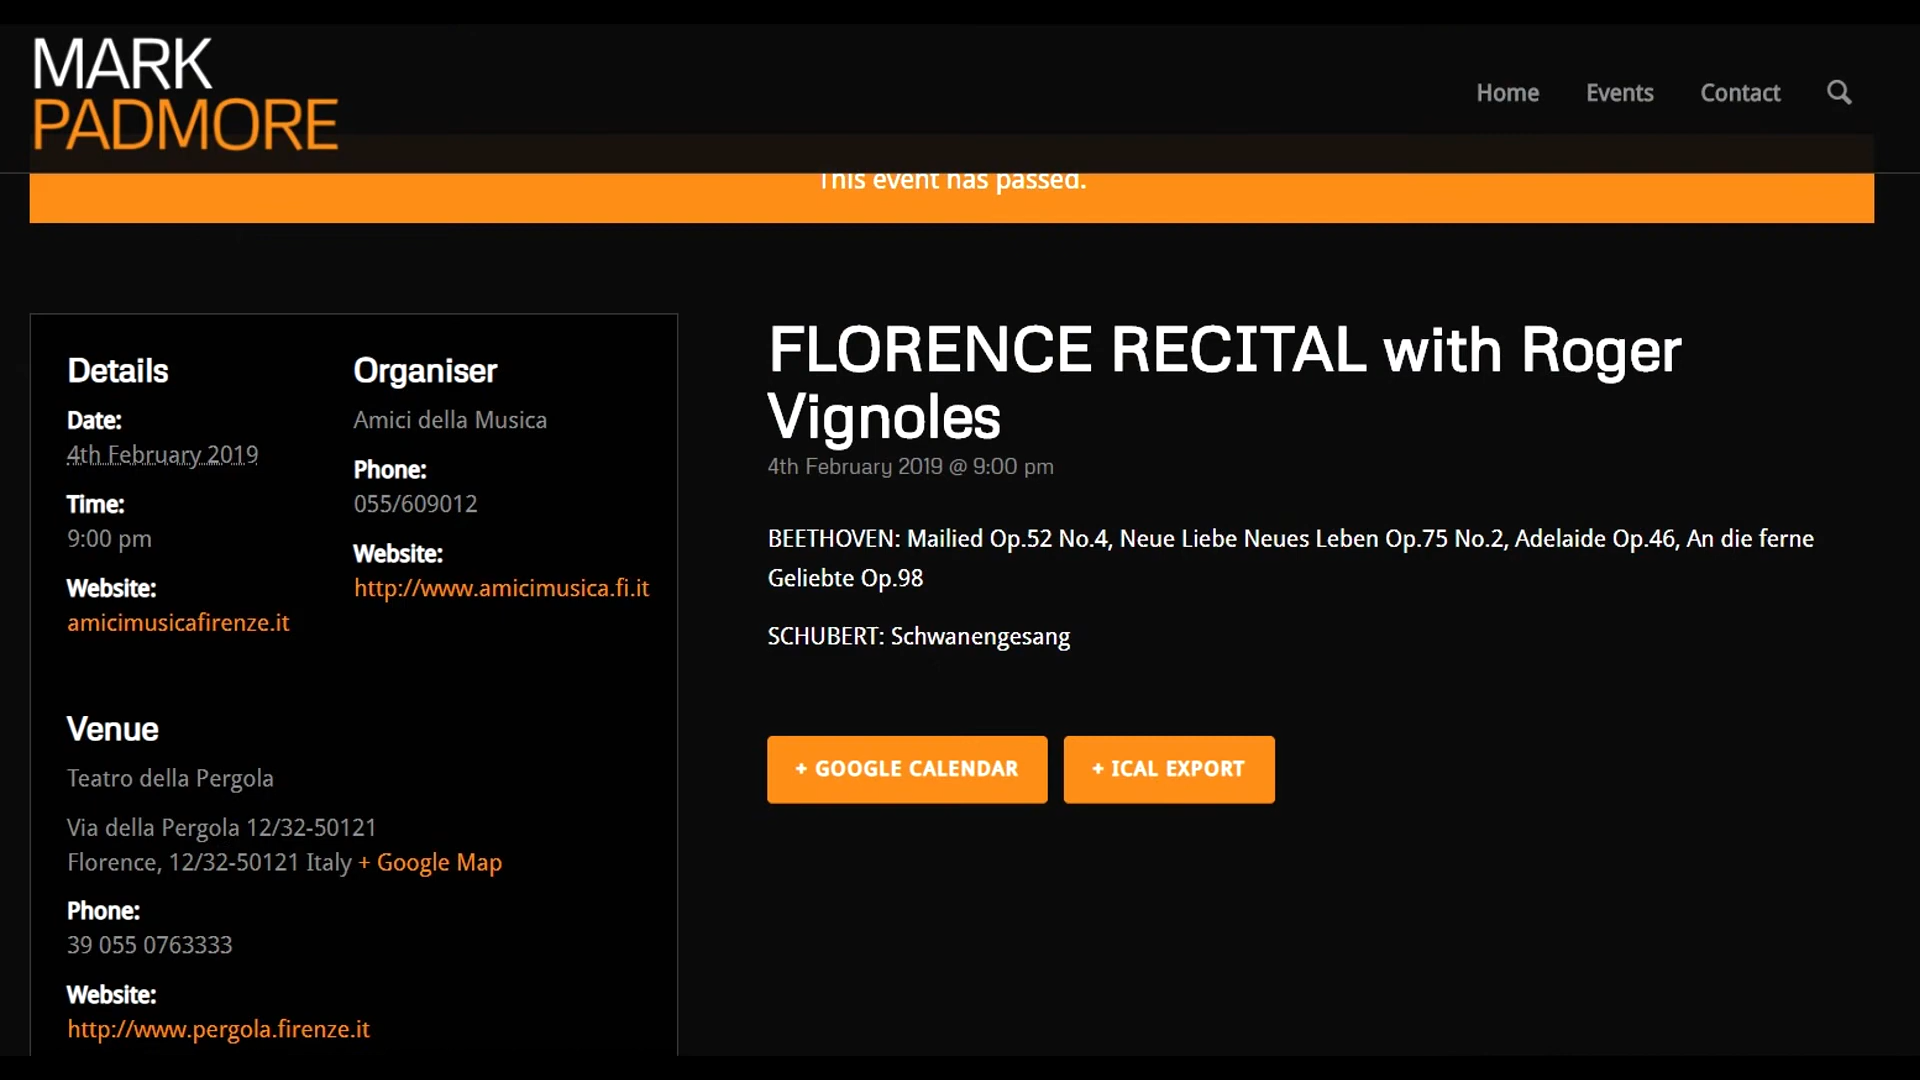 MARK
PADMORE
Home
Events
Contact
This event has passed.
Details
Date:
4th February 2019
Time:
9:00 pm
Website:
amicimusicafirenze.it
Organiser
Amici della Musica
Phone:
055/609012
Website:
http://www.amicimusica.fi.it
Venue
Teatro della Pergola
Via della Pergola 12/32-50121
Florence, 12/32-50121 Italy + Google Map
Phone:
39 055 0763333
Website:
http://www.pergola.firenze.it
FLORENCE RECITAL with Roger
Vignoles
4th February 2019 @ 9:00 pm
BEETHOVEN: Mailied Op.52 No.4, Neue Liebe Neues Leben Op.75 No.2, Adelaide Op.46, An die ferne
Geliebte Op.98
SCHUBERT: Schwanengesang
+ GOOGLE CALENDAR
+ ICAL EXPORT